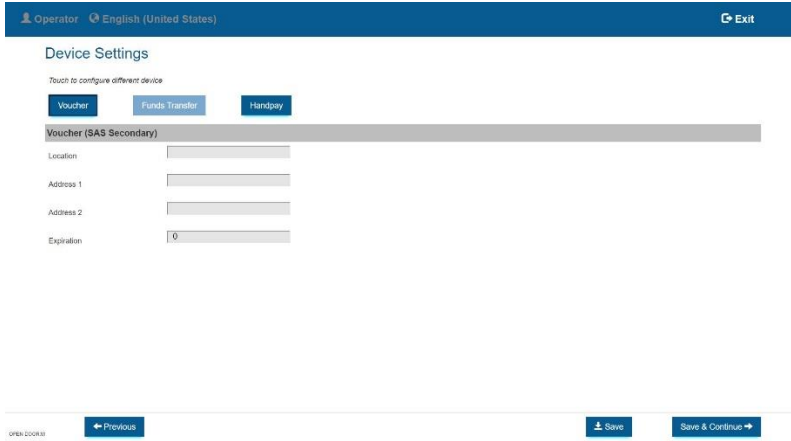 Operator English (United States) Exit
Device Settings
Touch to configure different device
Voucher Funds Transfer Handpay
Voucher (SAS Secondary)
Location
Address 1
Address 2
Expiration 0
Previous Save Save & Continue
OPEN DOOR: